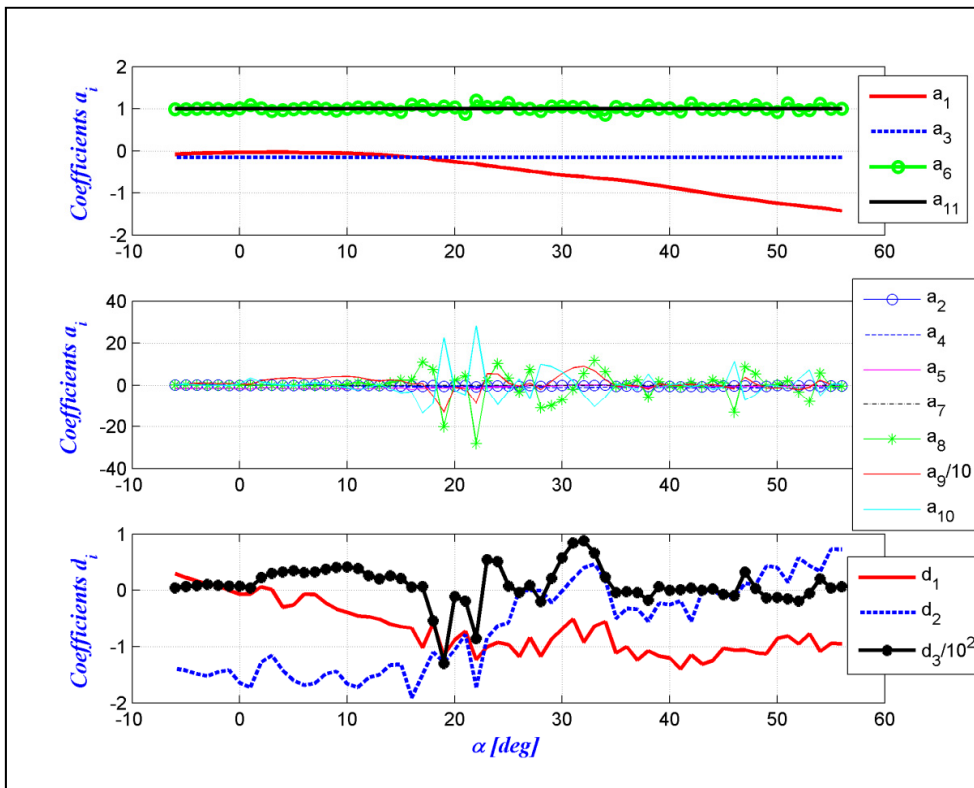 2
1
0
-1
-2
Coefficients a_i
-10 0 10 20 30 40 50 60
a_1
a_3
a_6
a_11
40
20
0
-20
-40
Coefficients a_i
-10 0 10 20 30 40 50 60
a_2
a_4
a_5
a_7
a_8
a_9/10
a_10
1
0
-1
-2
Coefficients d_i
-10 0 10 20 30 40 50 60
α [deg]
d_1
d_2
d_3/10^2